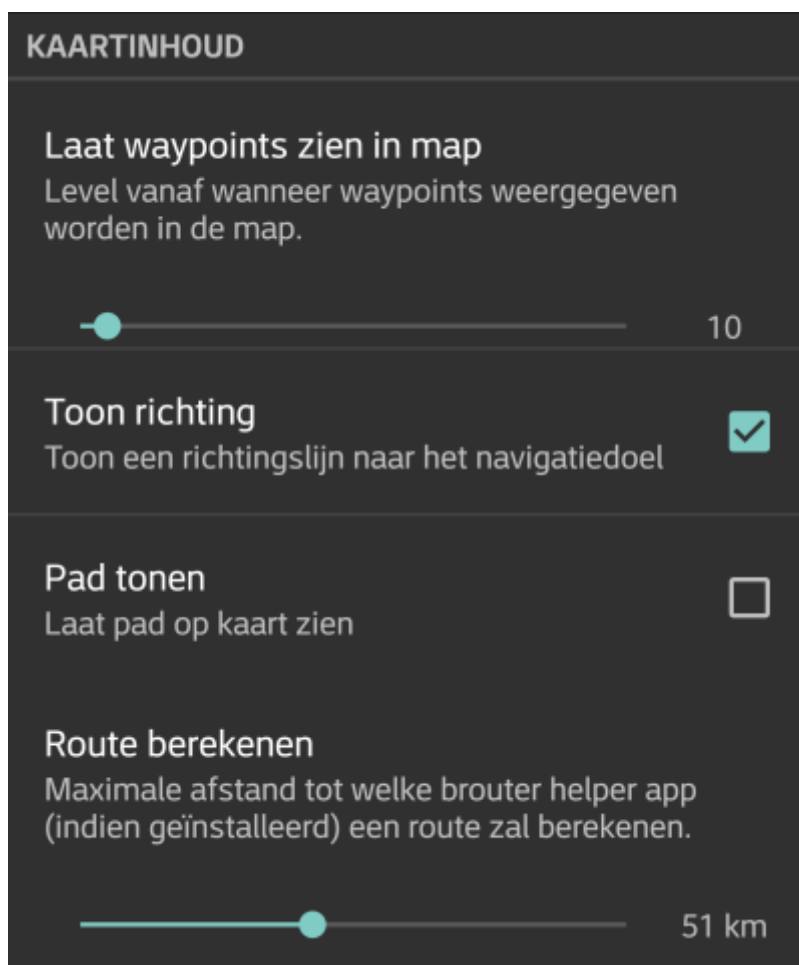 KAARTINHOUD
Laat waypoints zien in map
Level vanaf wanneer waypoints weergegeven
worden in de map.
10
Toon richting
Toon een richtingslijn naar het navigatiedoel
Pad tonen
Laat pad op kaart zien
Route berekenen
Maximale afstand tot welke brouter helper app
(indien geïnstalleerd) een route zal berekenen.
51 km